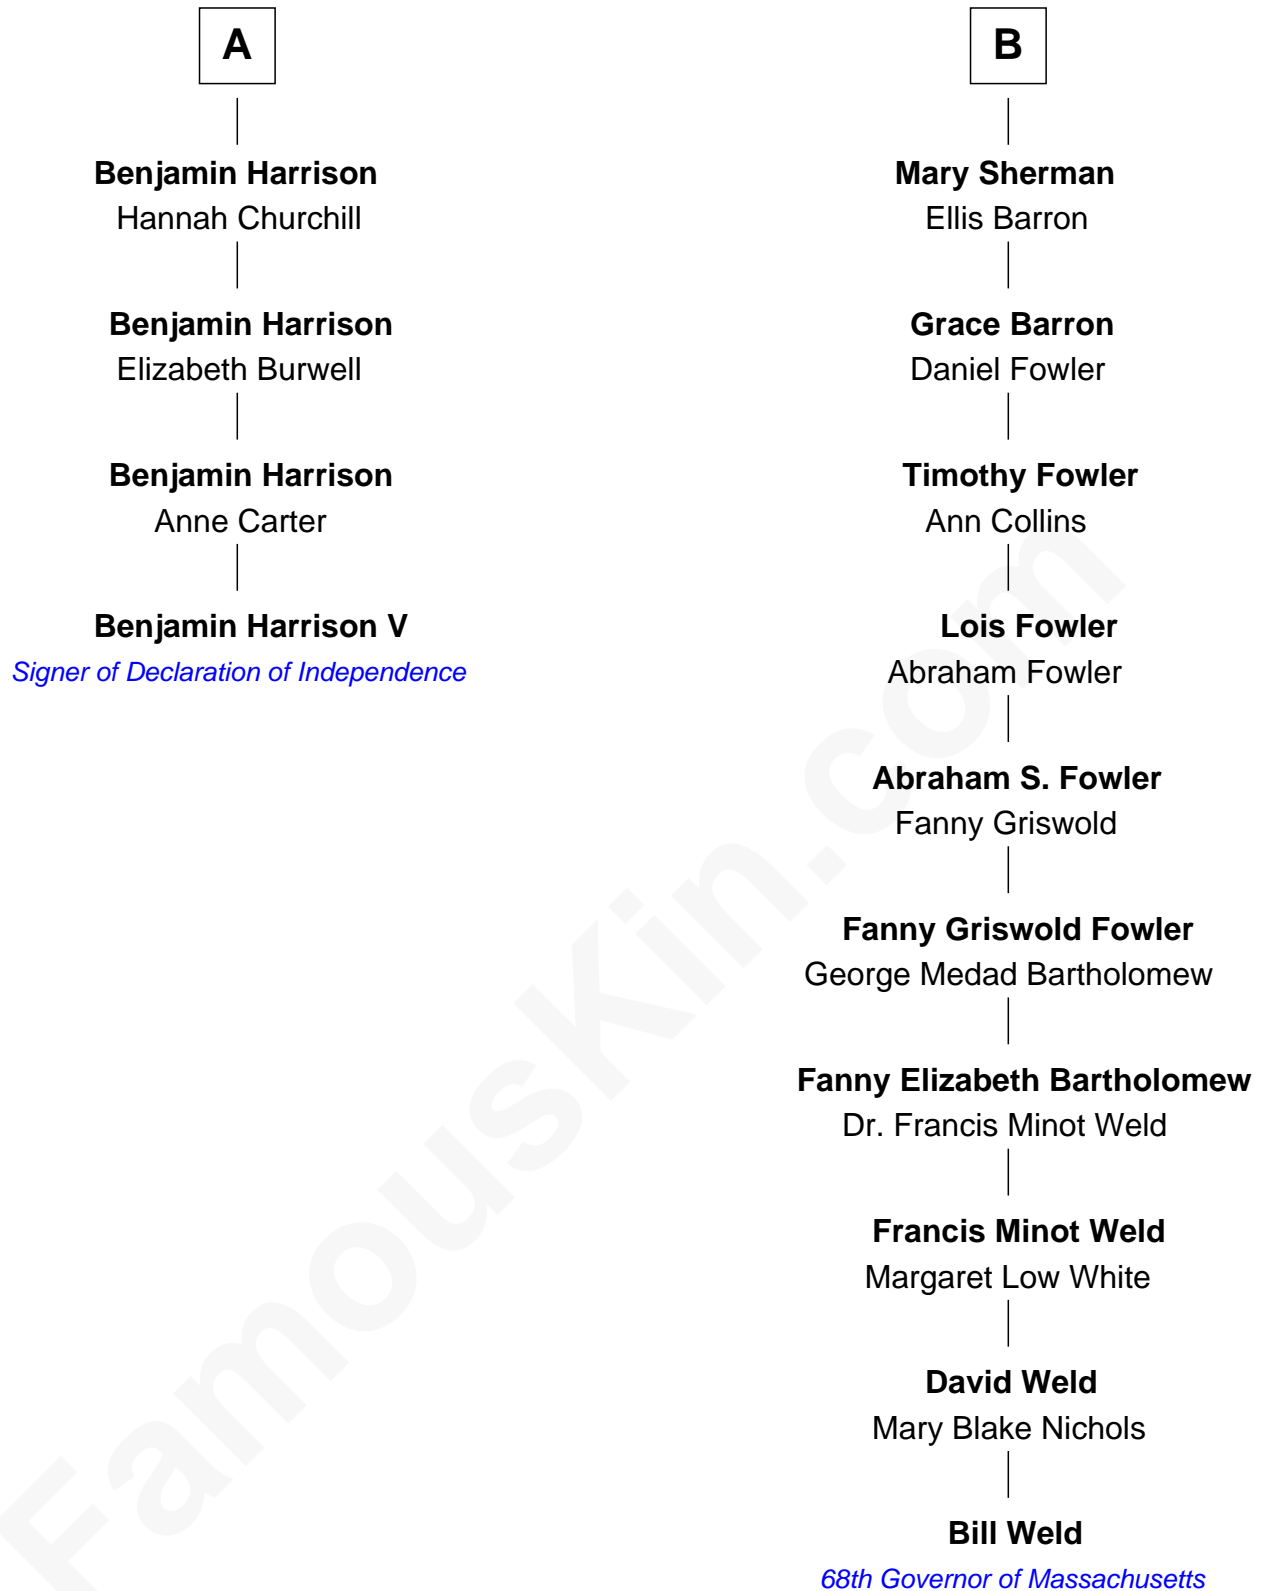 A
Benjamin Harrison
Hannah Churchill
Benjamin Harrison
Elizabeth Burwell
Benjamin Harrison
Anne Carter
Benjamin Harrison V
Signer of Declaration of Independence
B
Mary Sherman
Ellis Barron
Grace Barron
Daniel Fowler
Timothy Fowler
Ann Collins
Lois Fowler
Abraham Fowler
Abraham S. Fowler
Fanny Griswold
Fanny Griswold Fowler
George Medad Bartholomew
Fanny Elizabeth Bartholomew
Dr. Francis Minot Weld
Francis Minot Weld
Margaret Low White
David Weld
Mary Blake Nichols
Bill Weld
68th Governor of Massachusetts
FamousKin.com